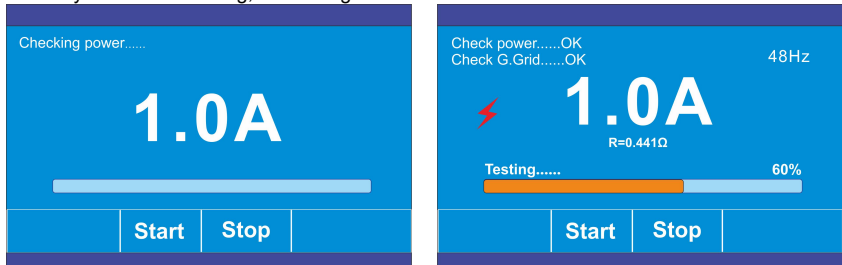 Checking power......
1.0A
Start Stop
Check power......OK
Check G.Grid......OK
48Hz
1.0A
R=0.441Ω
Testing...... 60%
Start Stop